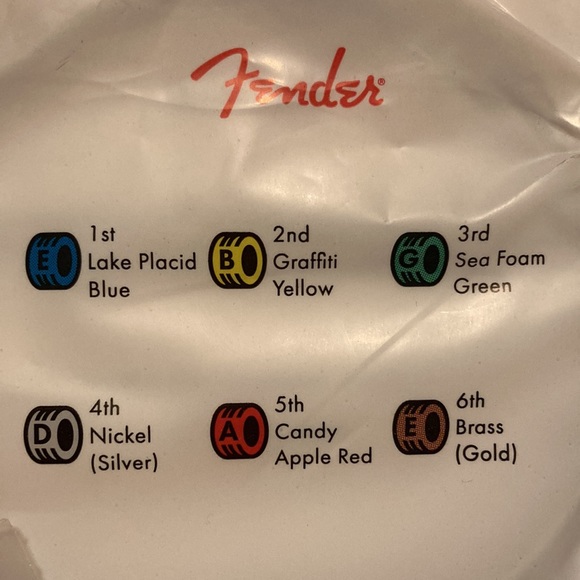 Fender®
E
1st
Lake Placid
Blue
B
2nd
Graffiti
Yellow
G
3rd
Sea Foam
Green
D
4th
Nickel
(Silver)
A
5th
Candy
Apple Red
E
6th
Brass
(Gold)